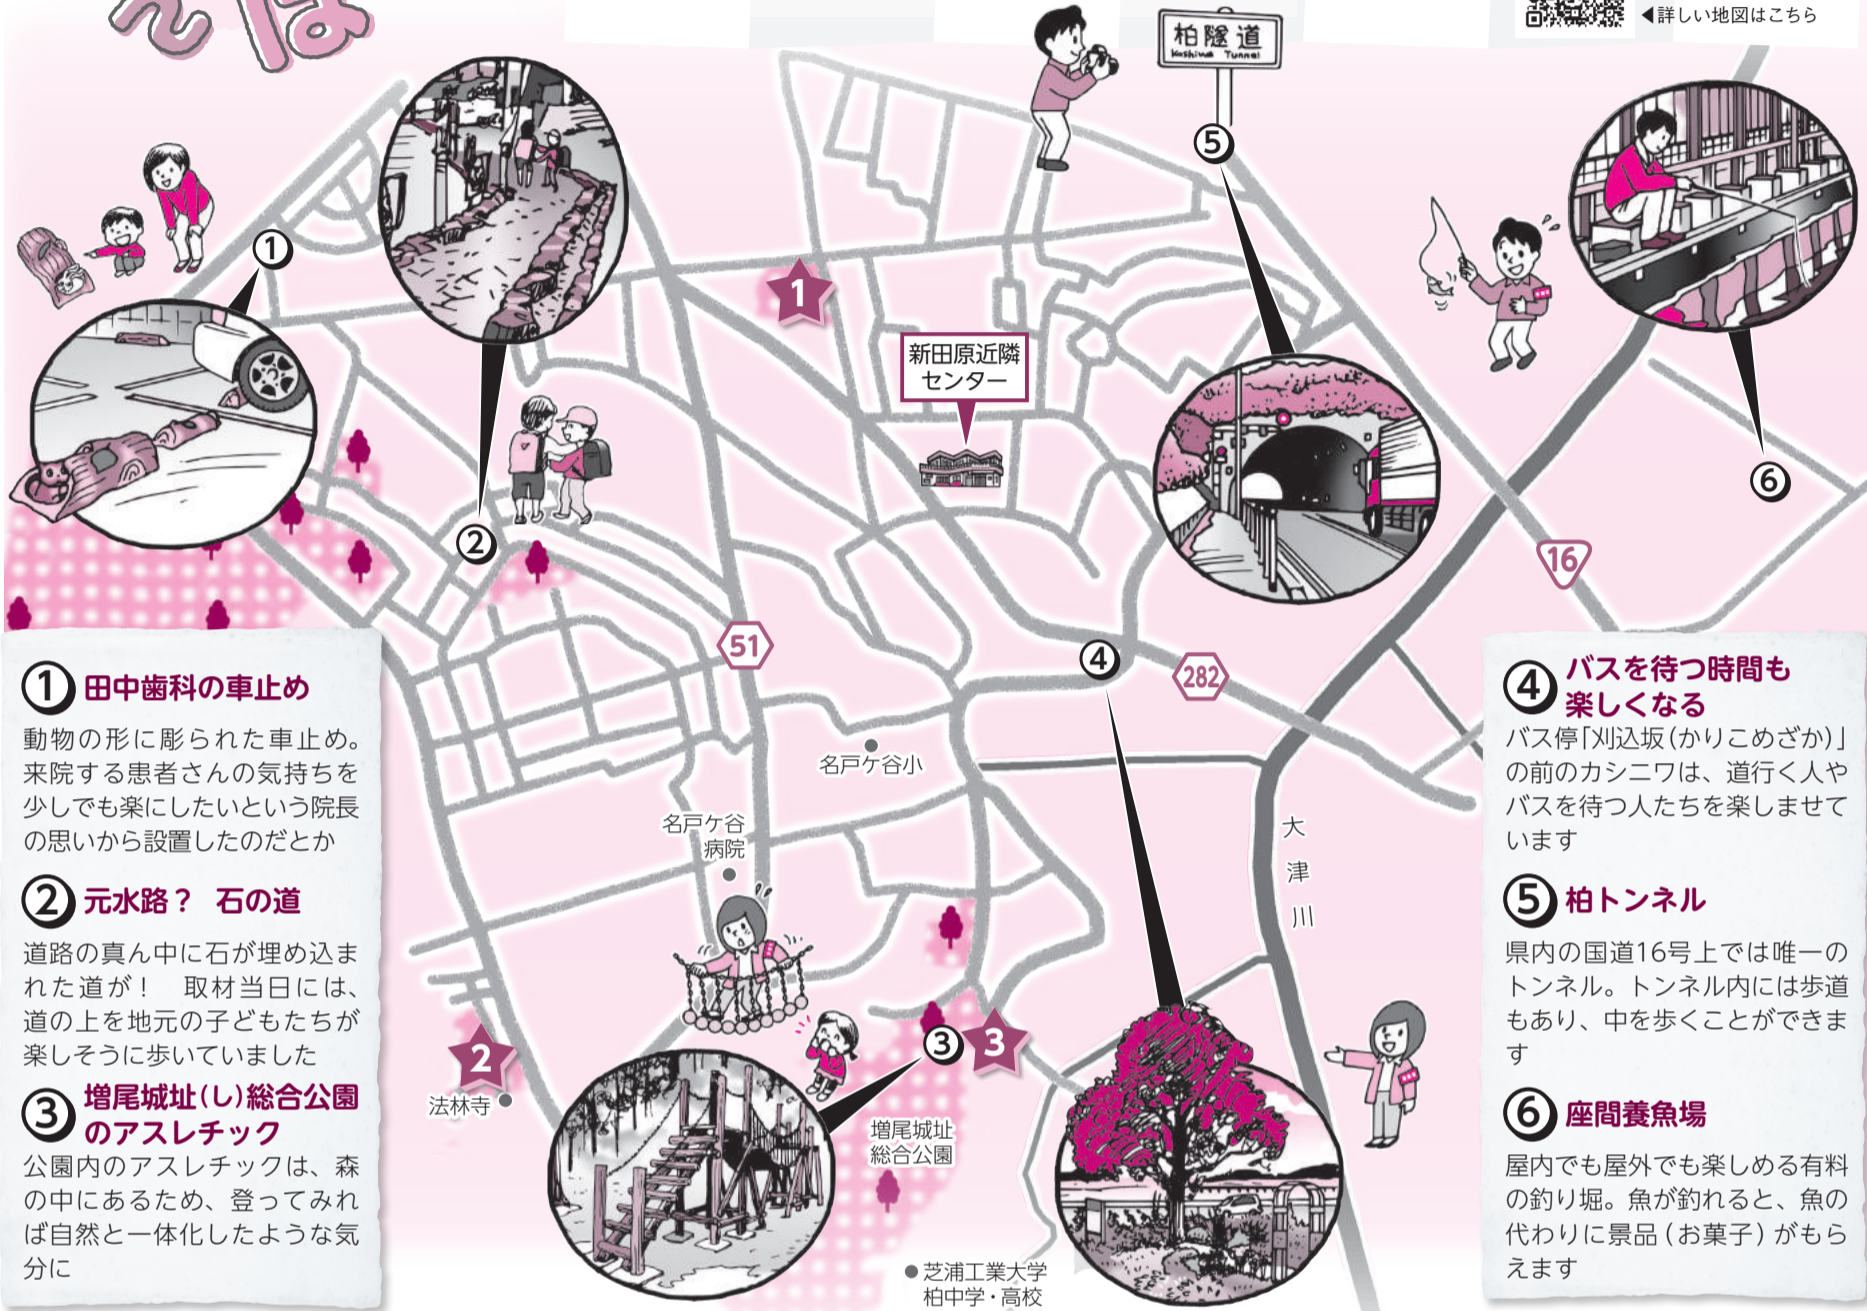 そば
◀詳しい地図はこちら
柏隧道
Kashiwa Tunnel
⑤
①
1
新田原近隣
センター
⑥
②
16
51
④
282
名戸ケ谷小
名戸ケ谷
病院
大津川
2
法林寺
③
3
増尾城址
総合公園
芝浦工業大学
柏中学・高校
① 田中歯科の車止め
動物の形に彫られた車止め。
来院する患者さんの気持ちを
少しでも楽にしたいという院長
の思いから設置したのだとか
② 元水路？ 石の道
道路の真ん中に石が埋め込ま
れた道が！ 取材当日には、
道の上を地元の子どもたちが
楽しそうに歩いていました
③ 増尾城址(し)総合公園
のアスレチック
公園内のアスレチックは、森
の中にあるため、登ってみれ
ば自然と一体化したような気
分に
④ バスを待つ時間も
楽しくなる
バス停「刈込坂(かりこめざか)」
の前のカシニワは、道行く人や
バスを待つ人たちを楽しませて
います
⑤ 柏トンネル
県内の国道16号上では唯一の
トンネル。トンネル内には歩道
もあり、中を歩くことができま
す
⑥ 座間養魚場
屋内でも屋外でも楽しめる有料
の釣り堀。魚が釣れると、魚の
代わりに景品(お菓子)がもら
えます